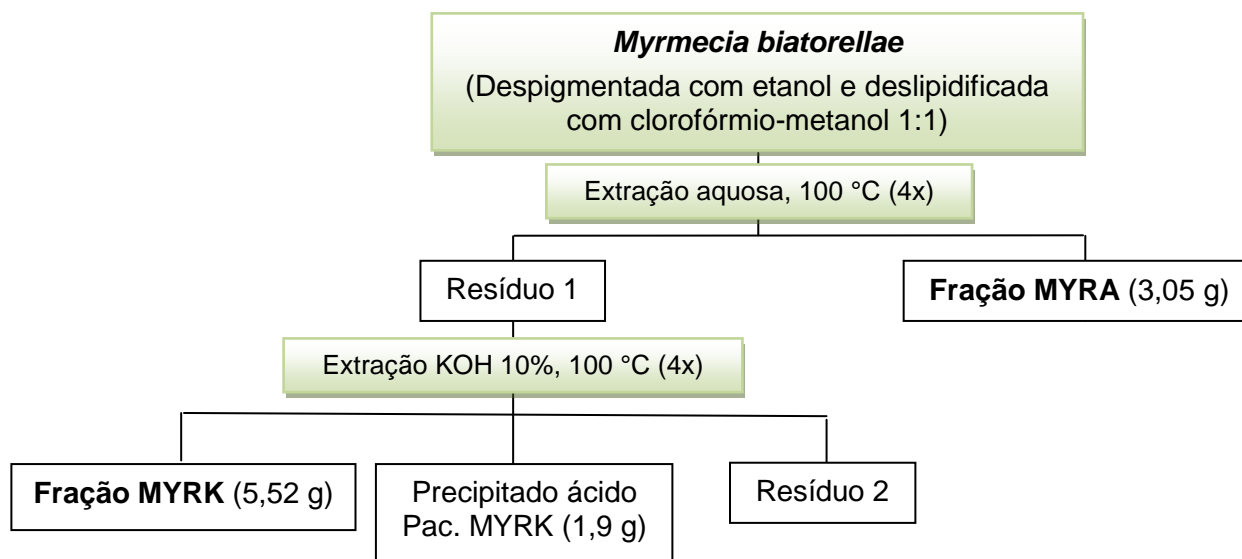 Myrmecia biatorellae
(Despigmentada com etanol e deslipidificada
com clorofórmio-metanol 1:1)
Extração aquosa, 100 °C (4x)
Resíduo 1
Fração MYRA (3,05 g)
Extração KOH 10%, 100 °C (4x)
Fração MYRK (5,52 g)
Precipitado ácido
Pac. MYRK (1,9 g)
Resíduo 2